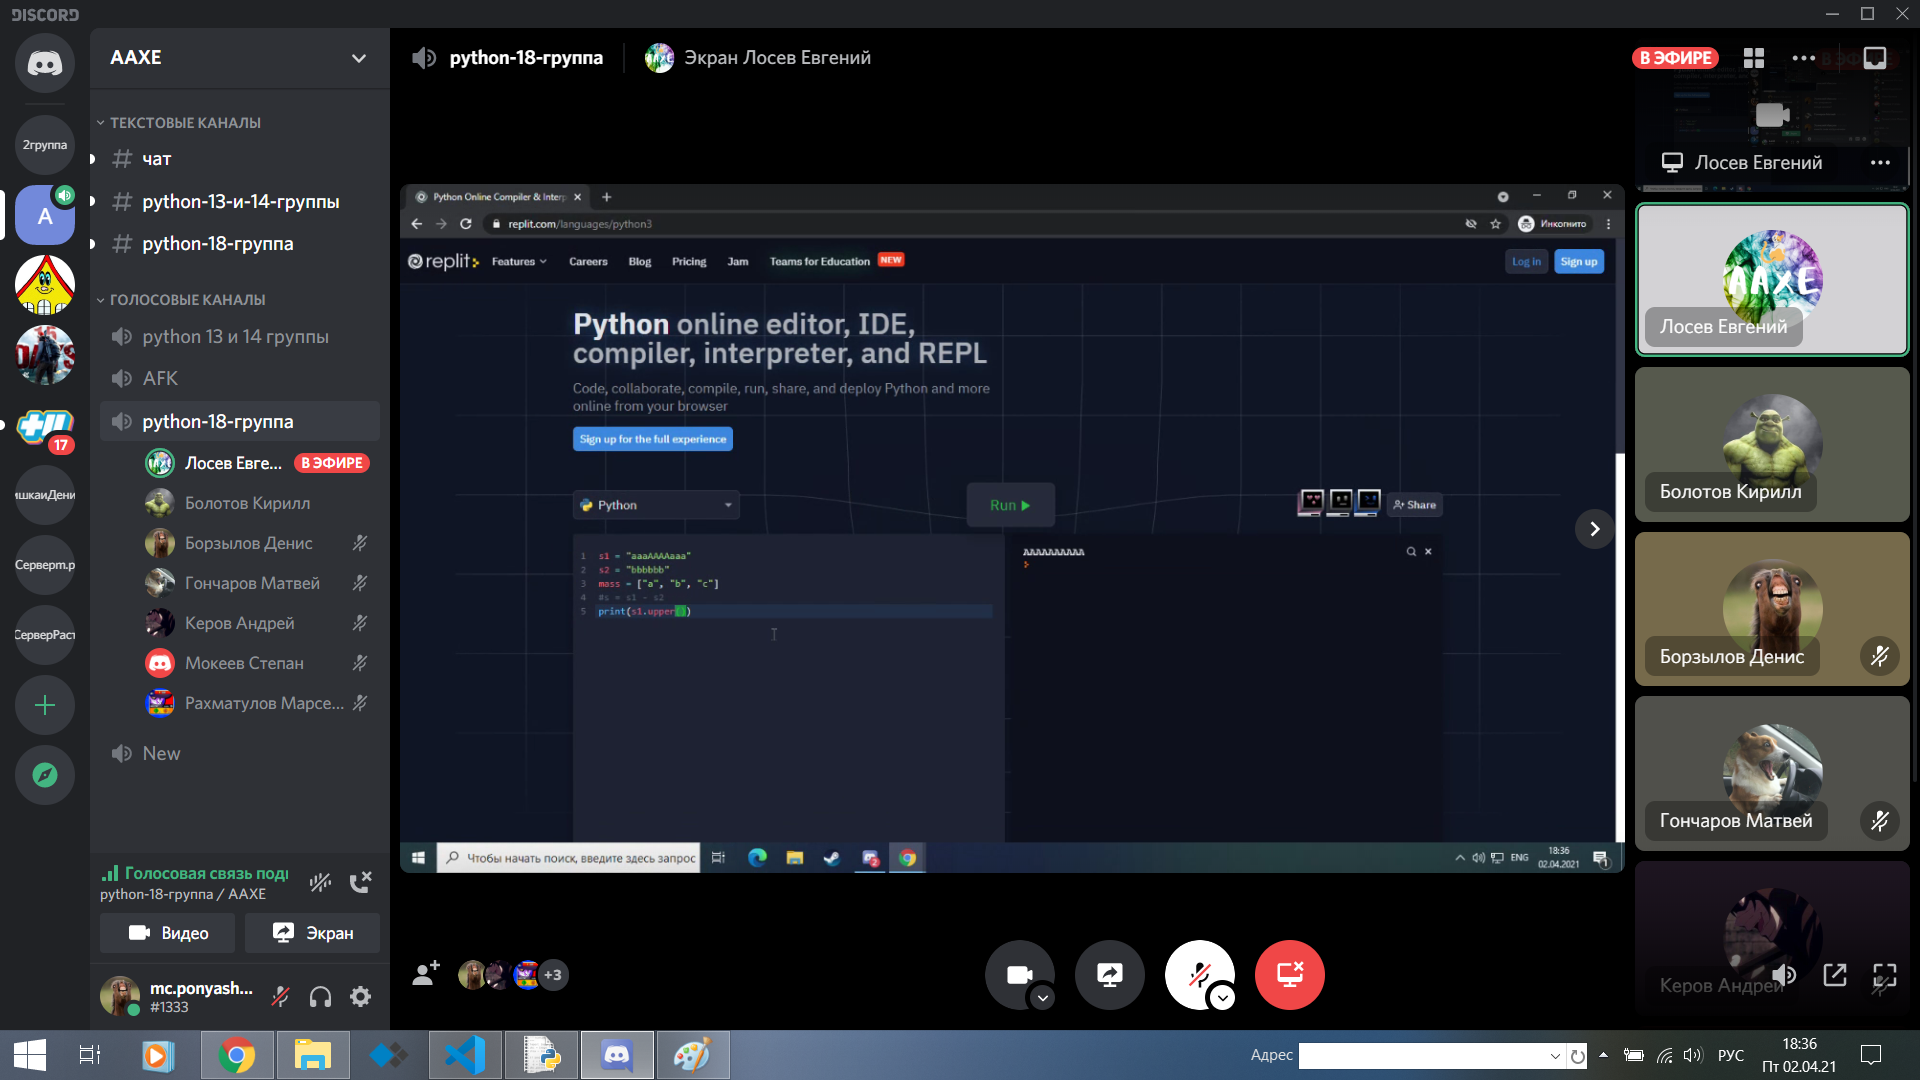 DISCORD
AAXE
python-18-группа
Экран Лосев Евгений
В ЭФИРЕ
ТЕКСТОВЫЕ КАНАЛЫ
2группа
чат
A
python-13-и-14-группы
python-18-группа
ГОЛОСОВЫЕ КАНАЛЫ
python 13 и 14 группы
AFK
python-18-группа
17
Лосев Евге...
В ЭФИРЕ
Болотов Кирилл
Борзылов Денис
Гончаров Матвей
Керов Андрей
Мокеев Степан
Рахматулов Марсе...
New
ишкаиДени
Серверm.p
СерверРаст
Голосовая связь подк
python-18-группа / AAXE
Видео
Экран
mc.ponyash...
#1333
Python Online Compiler & Interp
replit.com/languages/python3
Инкогнито
replit
Features
Careers
Blog
Pricing
Jam
Teams for Education
NEW
Log in
Sign up
Python online editor, IDE,
compiler, interpreter, and REPL
Code, collaborate, compile, run, share, and deploy Python and more
online from your browser
Sign up for the full experience
Python
Run
Share
1 s1 = "aaaAAAAaaa"
2 s2 = "bbbbbb"
3 mass = ["a", "b", "c"]
4 #s = s1 - s2
5 print(s1.upper())
AAAAAAAAAA
Чтобы начать поиск, введите здесь запрос
2
ENG
18:36
02.04.2021
1
+3
Лосев Евгений
AAXE
Лосев Евгений
Болотов Кирилл
Борзылов Денис
Гончаров Матвей
Керов Андрей
Адрес
РУС
18:36
Пт 02.04.21